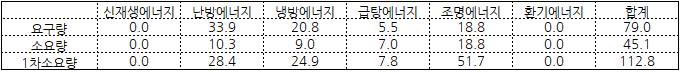 신재생에너지 난방에너지 냉방에너지 급탕에너지 조명에너지 환기에너지 합계
요구량 0.0 33.9 20.8 5.5 18.8 0.0 79.0
소요량 0.0 10.3 9.0 7.0 18.8 0.0 45.1
1차소요량 0.0 28.4 24.9 7.8 51.7 0.0 112.8